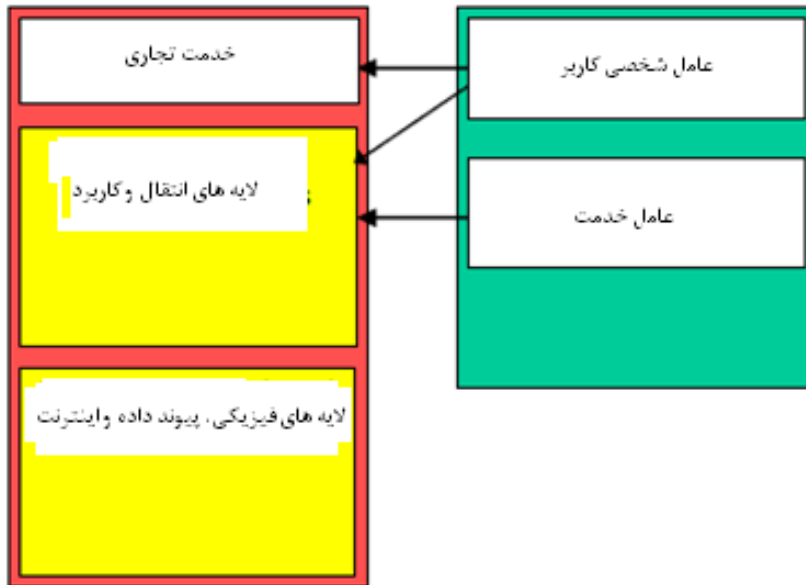 خدمت تجاری
عامل شخصی کاربر
لایه های انتقال و کاربرد
عامل خدمت
لایه های فیزیکی، پیوند داده و اینترنت